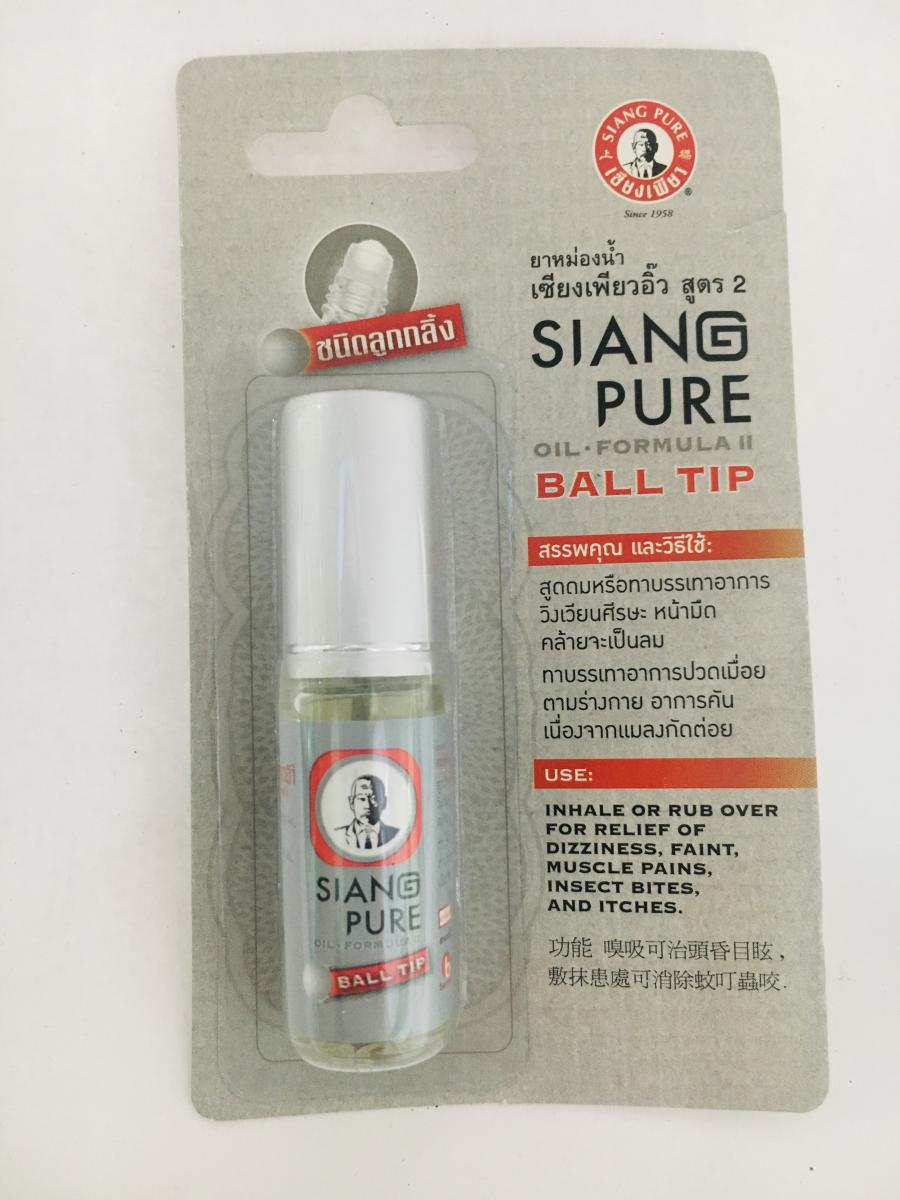 SIANG PURE
เซียงเพียว
®
Since 1958
ยาหม่องน้ำ
เซียงเพียวอิ๊ว สูตร 2
SIANG
PURE
OIL·FORMULA II
BALL TIP
ชนิดลูกกลิ้ง
สรรพคุณ และวิธีใช้:
สูดดมหรือทาบรรเทาอาการ
วิงเวียนศีรษะ หน้ามืด
คล้ายจะเป็นลม
ทาบรรเทาอาการปวดเมื่อย
ตามร่างกาย อาการคัน
เนื่องจากแมลงกัดต่อย
USE:
INHALE OR RUB OVER
FOR RELIEF OF
DIZZINESS, FAINT,
MUSCLE PAINS,
INSECT BITES,
AND ITCHES.
功能 嗅吸可治頭昏目眩,
敷抹患處可消除蚊叮蟲咬.
SIANG
PURE
OIL·FORMULA II
BALL TIP
6